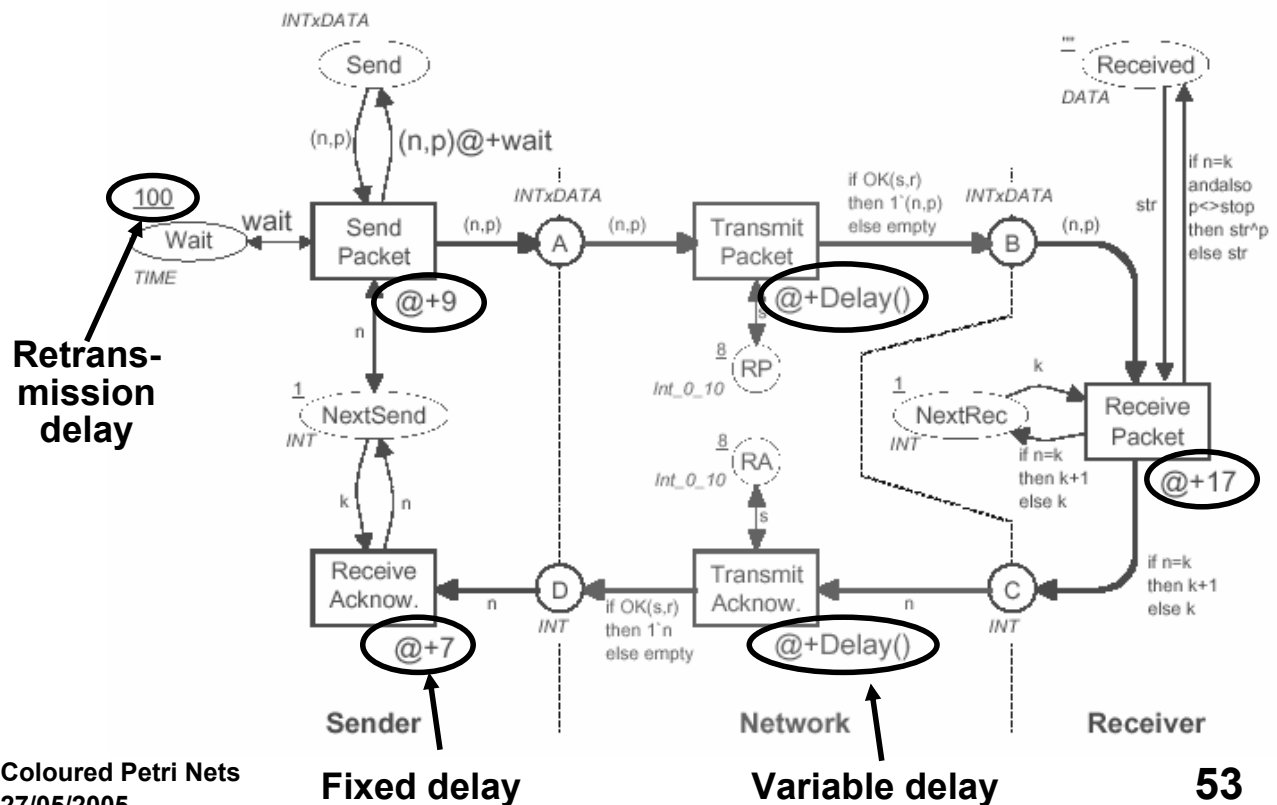 INTxDATA
Send
(n,p)
(n,p)@+wait
100
Wait
TIME
wait
Send
Packet
@+9
(n,p)
INTxDATA
A
(n,p)
Transmit
Packet
@+Delay()
if OK(s,r)
then 1`(n,p)
else empty
INTxDATA
B
(n,p)
""
Received
DATA
str
if n=k
andalso
p<>stop
then str^p
else str
Retrans-
mission
delay
n
1
NextSend
INT
s
8
RP
Int_0_10
8
RA
Int_0_10
s
1
NextRec
INT
k
if n=k
then k+1
else k
Receive
Packet
@+17
k
n
Receive
Acknow.
@+7
n
D
INT
if OK(s,r)
then 1`n
else empty
Transmit
Acknow.
@+Delay()
n
C
INT
if n=k
then k+1
else k
Sender
Network
Receiver
Coloured Petri Nets
27/05/2005
Fixed delay
Variable delay
53